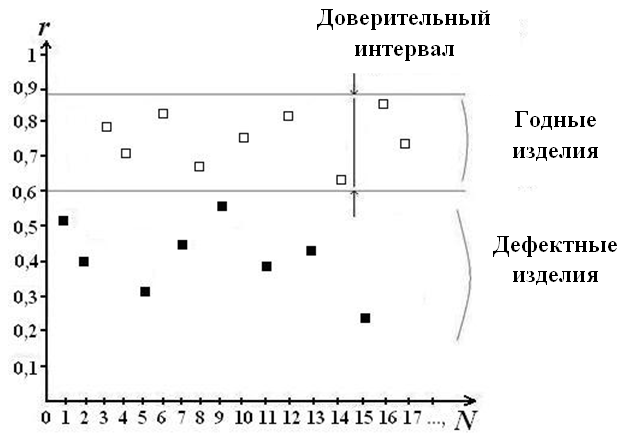 r
Доверительный
интервал
1
0,9
0,8
0,7
0,6
0,5
0,4
0,3
0,2
0,1
Годные
изделия
Дефектные
изделия
0 1 2 3 4 5 6 7 8 9 10 11 12 13 14 15 16 17 ..., N